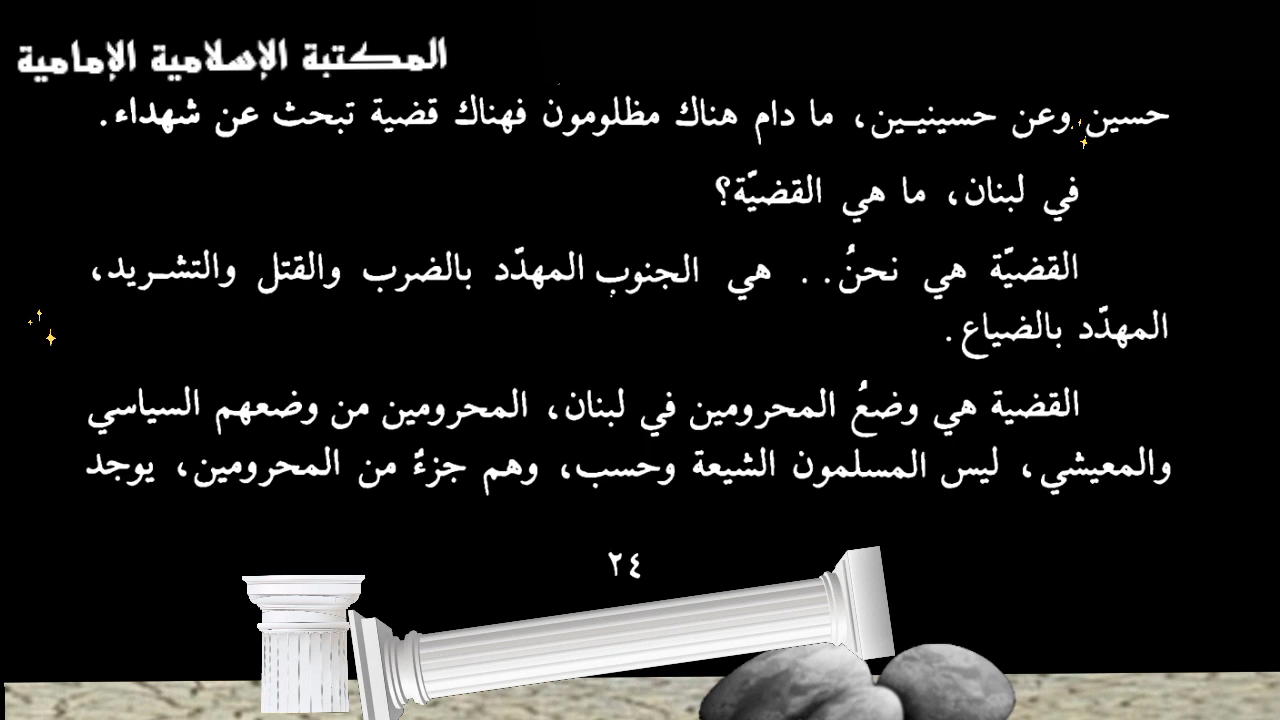 المكتبة الإسلامية الإمامية
حسين وعن حسينيـين، ما دام هناك مظلومون فهناك قضية تبحث عن شهداء.
في لبنان، ما هي القضيّة؟
القضيّة هي نحنُ.. هي الجنوب المهدّد بالضرب والقتل والتشـريد،
المهدّد بالضياع.
القضية هي وضعُ المحرومين في لبنان، المحرومين من وضعهم السياسي
والمعيشي، ليس المسلمون الشيعة وحسب، وهم جزءٌ من المحرومين، يوجد
٢٤